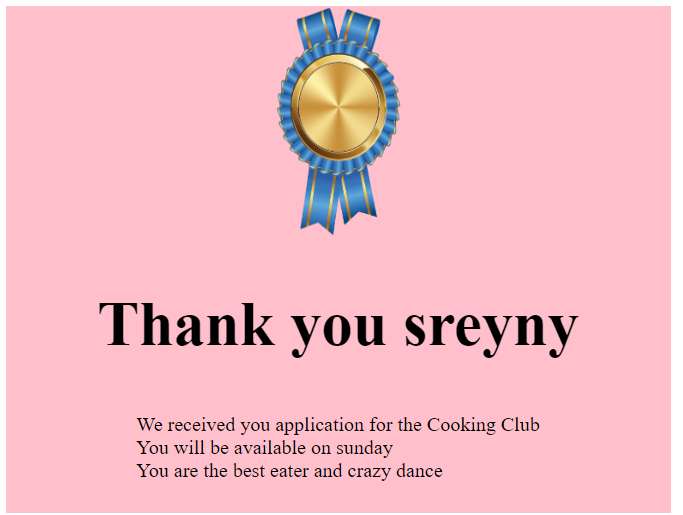 Thank you sreyny
We received you application for the Cooking Club
You will be available on sunday
You are the best eater and crazy dance